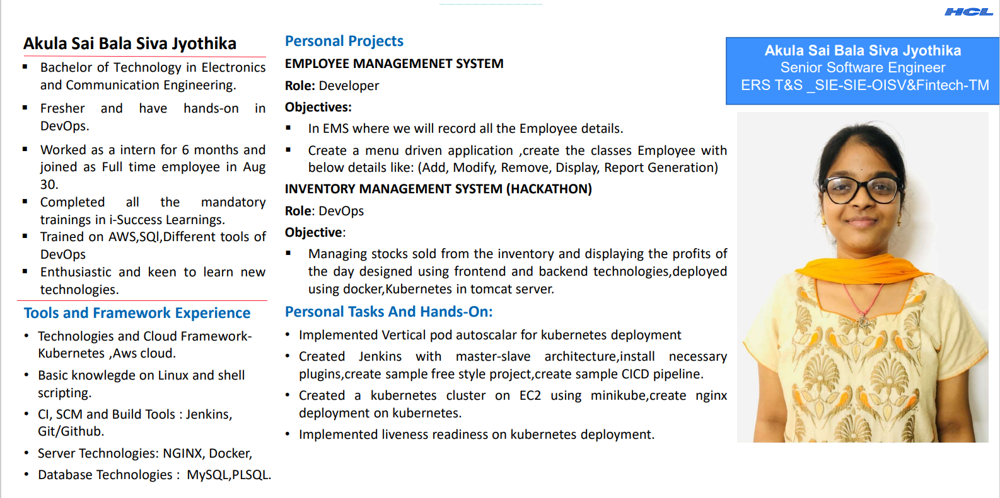 HCL
Akula Sai Bala Siva Jyothika
▪ Bachelor of Technology in Electronics
and Communication Engineering.
▪ Fresher and have hands-on in
DevOps.
▪ Worked as a intern for 6 months and
joined as Full time employee in Aug
30.
▪ Completed all the mandatory
trainings in i-Success Learnings.
▪ Trained on AWS,SQl,Different tools of
DevOps
▪ Enthusiastic and keen to learn new
technologies.
Tools and Framework Experience
• Technologies and Cloud Framework-
Kubernetes ,Aws cloud.
• Basic knowlegde on Linux and shell
scripting.
• CI, SCM and Build Tools : Jenkins,
Git/Github.
• Server Technologies: NGINX, Docker,
• Database Technologies : MySQL,PLSQL.
Personal Projects
EMPLOYEE MANAGEMENET SYSTEM
Role: Developer
Objectives:
▪ In EMS where we will record all the Employee details.
▪ Create a menu driven application ,create the classes Employee with
below details like: (Add, Modify, Remove, Display, Report Generation)
INVENTORY MANAGEMENT SYSTEM (HACKATHON)
Role: DevOps
Objective:
▪ Managing stocks sold from the inventory and displaying the profits of
the day designed using frontend and backend technologies,deployed
using docker,Kubernetes in tomcat server.
Personal Tasks And Hands-On:
• Implemented Vertical pod autoscalar for kubernetes deployment
• Created Jenkins with master-slave architecture,install necessary
plugins,create sample free style project,create sample CICD pipeline.
• Created a kubernetes cluster on EC2 using minikube,create nginx
deployment on kubernetes.
• Implemented liveness readiness on kubernetes deployment.
Akula Sai Bala Siva Jyothika
Senior Software Engineer
ERS T&S _SIE-SIE-OISV&Fintech-TM